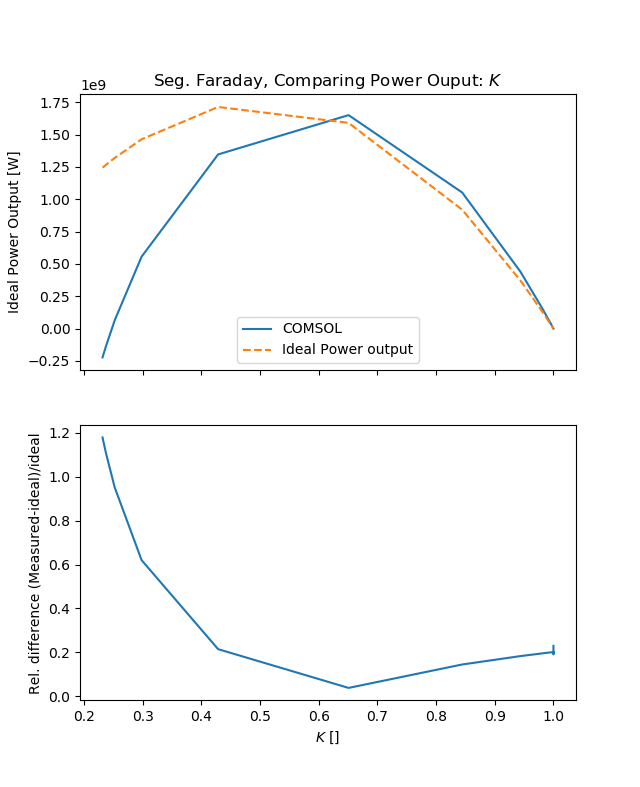 Seg. Faraday, Comparing Power Ouput: K
1e9
1.75
1.50
1.25
1.00
0.75
0.50
0.25
0.00
−0.25
Ideal Power Output [W]
COMSOL
Ideal Power output
1.2
1.0
0.8
0.6
0.4
0.2
0.0
Rel. difference (Measured-ideal)/ideal
0.2 0.3 0.4 0.5 0.6 0.7 0.8 0.9 1.0
K []